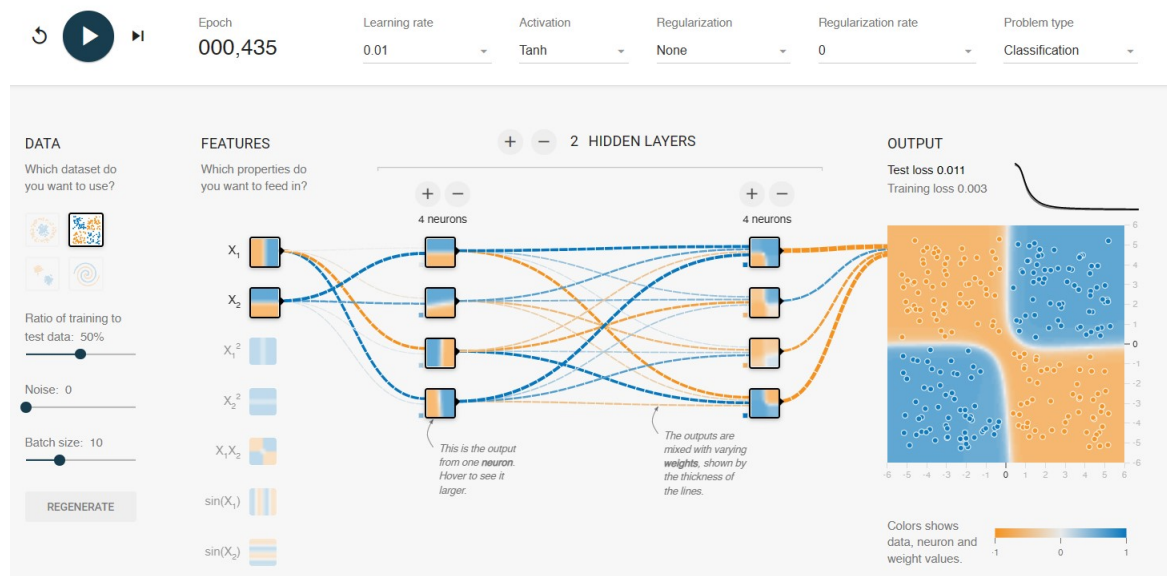 Epoch
000,435
Learning rate
0.01
Activation
Tanh
Regularization
None
Regularization rate
0
Problem type
Classification
DATA
Which dataset do
you want to use?
Ratio of training to
test data: 50%
Noise: 0
Batch size: 10
REGENERATE
FEATURES
Which properties do
you want to feed in?
X₁
X₂
X₁²
X₂²
X₁X₂
sin(X₁)
sin(X₂)
+ − 2 HIDDEN LAYERS
+ −
4 neurons
+ −
4 neurons
This is the output
from one neuron.
Hover to see it
larger.
The outputs are
mixed with varying
weights, shown by
the thickness of
the lines.
OUTPUT
Test loss 0.011
Training loss 0.003
6
5
4
3
2
1
0
-1
-2
-3
-4
-5
-6
-6 -5 -4 -3 -2 -1 0 1 2 3 4 5 6
Colors shows
data, neuron and
weight values.
-1 0 1